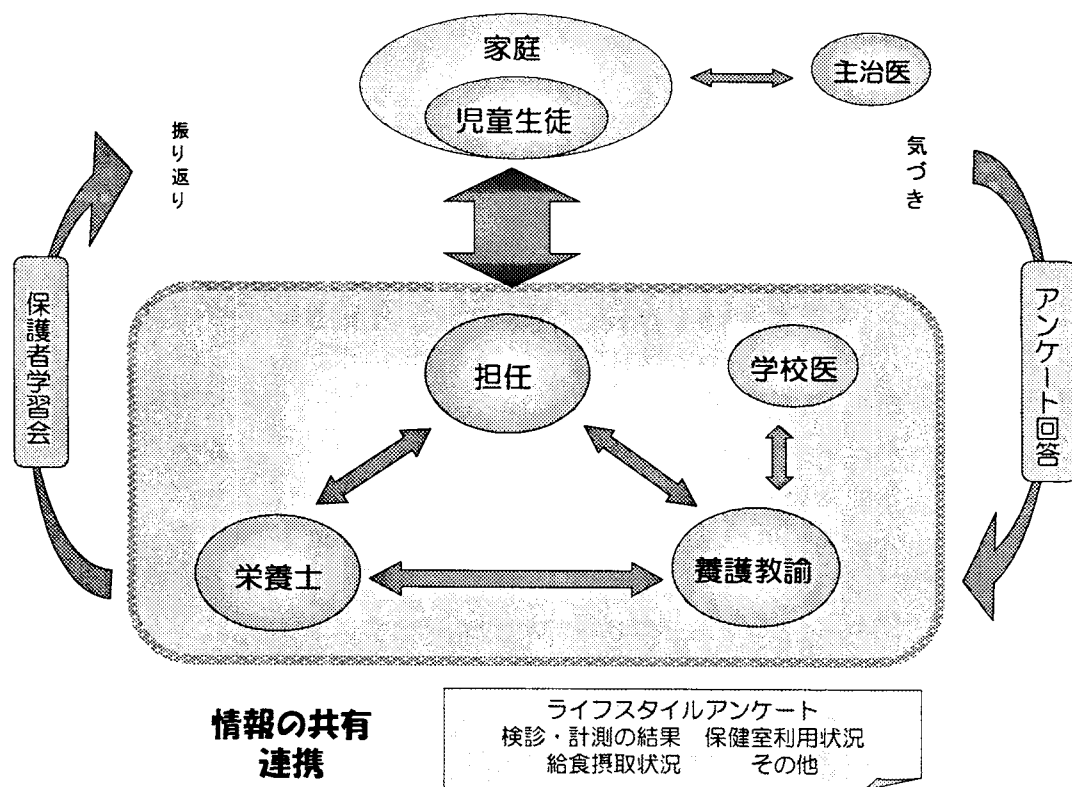 家庭
児童生徒
主治医
振り返り
気づき
保護者学習会
アンケート回答
担任
学校医
栄養士
養護教諭
情報の共有
連携
ライフスタイルアンケート
検診・計測の結果 保健室利用状況
給食摂取状況 その他